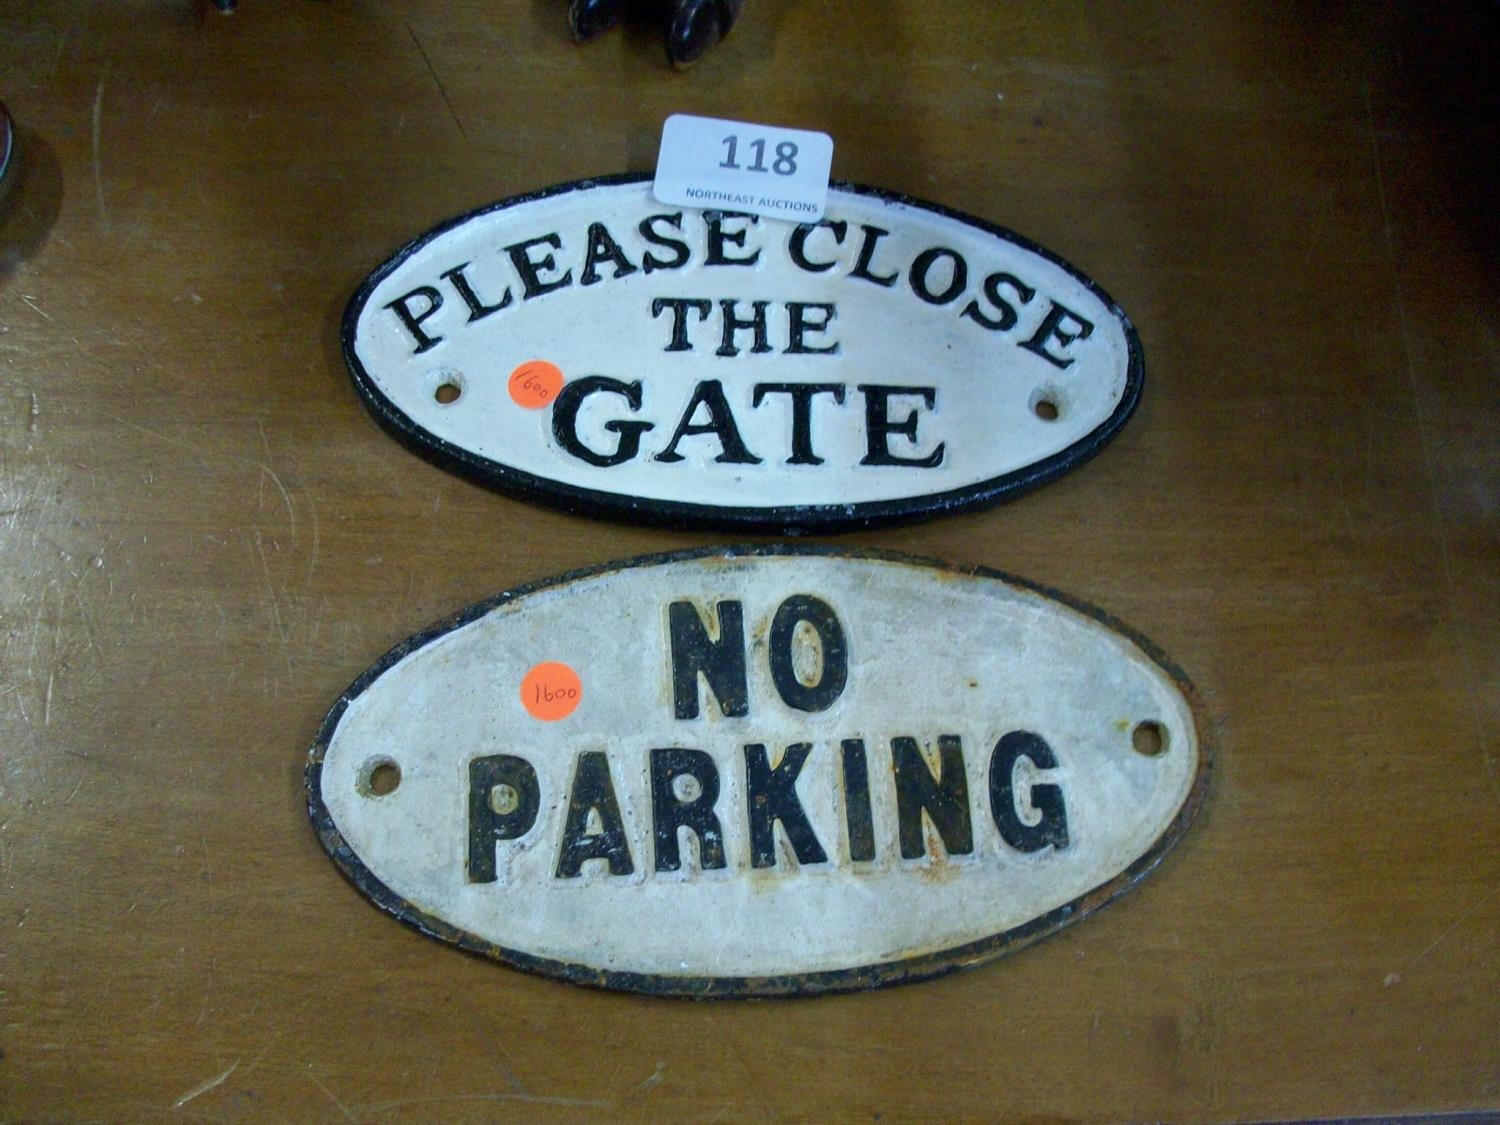 118
NORTHEAST AUCTIONS
PLEASE CLOSE
THE
1600
GATE
NO
1600
PARKING